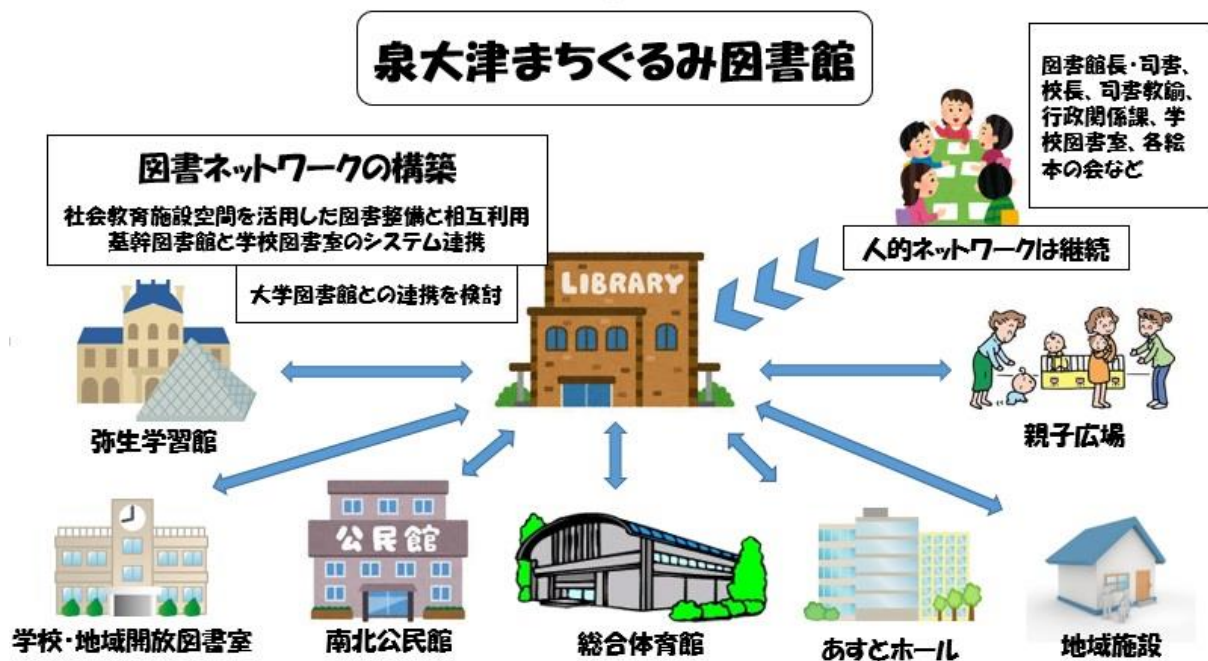 泉大津まちぐるみ図書館
図書館長・司書、
校長、司書教諭、
行政関係課、学
校図書室、各絵
本の会など
図書ネットワークの構築
社会教育施設空間を活用した図書整備と相互利用
基幹図書館と学校図書室のシステム連携
人的ネットワークは継続
大学図書館との連携を検討
LIBRARY
弥生学習館
親子広場
公民館
学校・地域開放図書室
南北公民館
総合体育館
あすとホール
地域施設